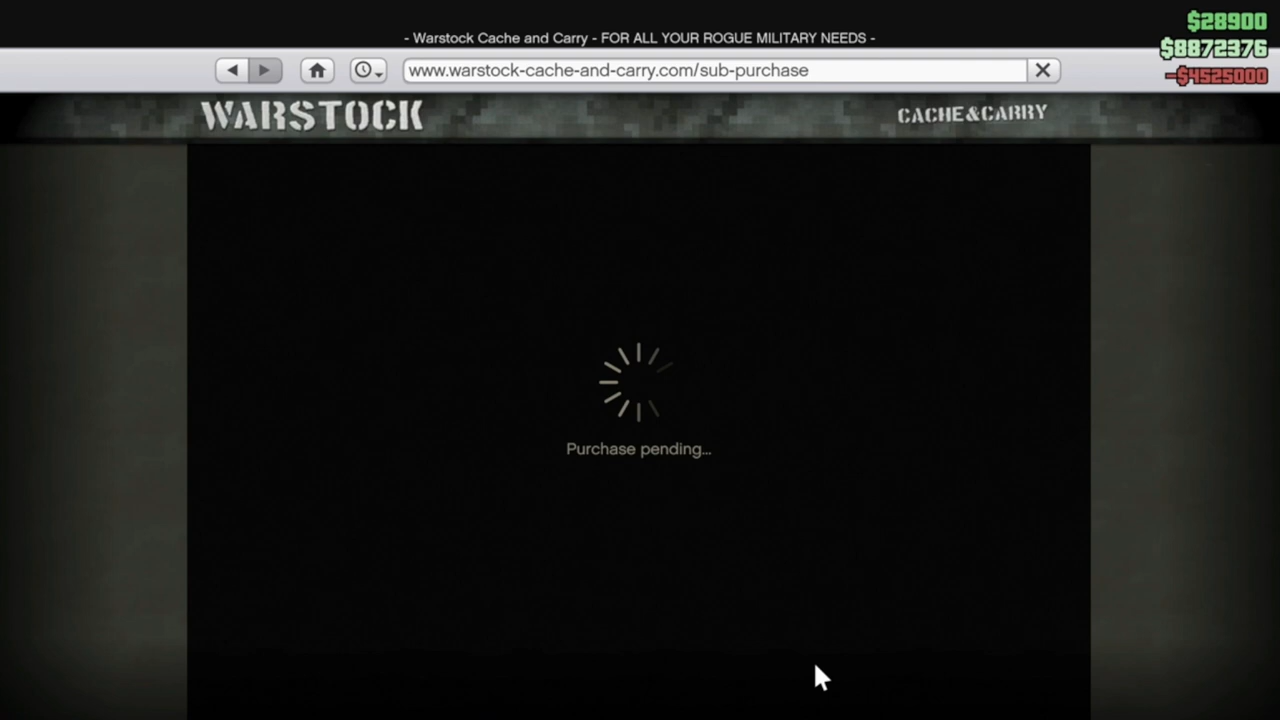 $28900
- Warstock Cache and Carry - FOR ALL YOUR ROGUE MILITARY NEEDS -
$8872376
www.warstock-cache-and-carry.com/sub-purchase
-$4525000
WARSTOCK
CACHE&CARRY
Purchase pending...